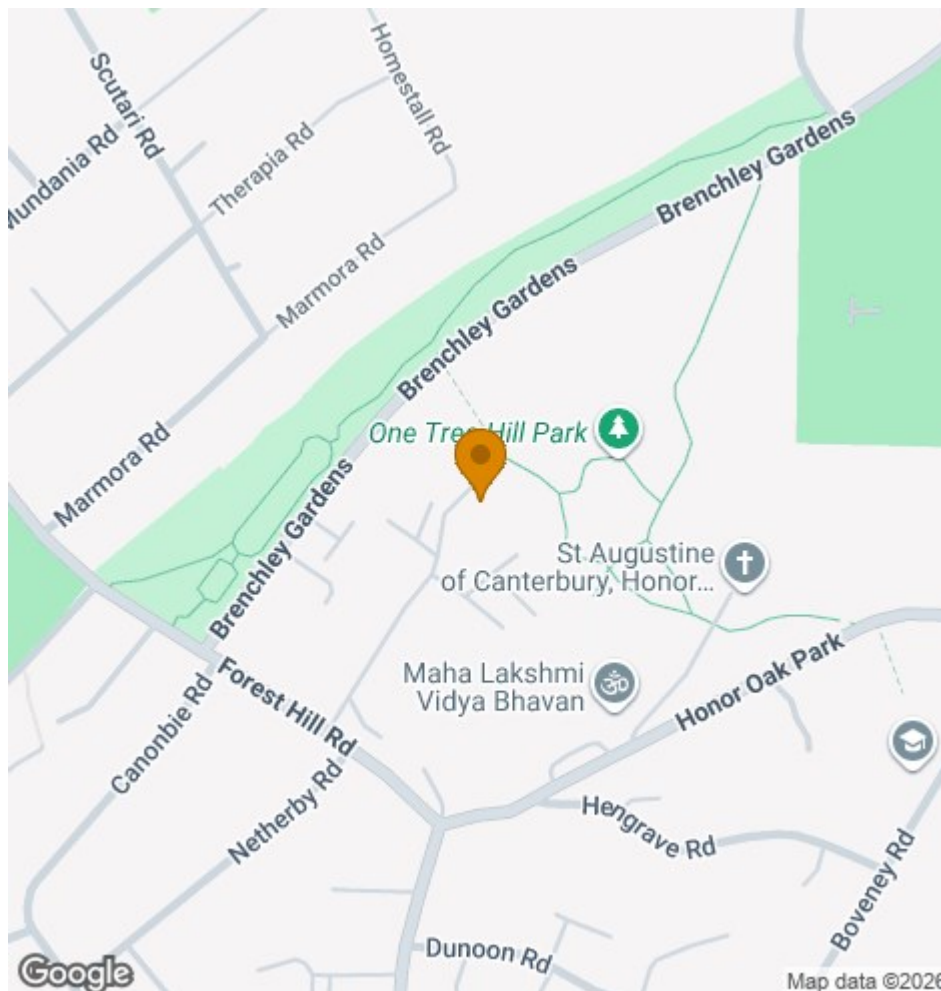 Homestall Rd
Scutari Rd
Mundania Rd
Therapia Rd
Brenchley Gardens
Marmora Rd
Brenchley Gardens
Brenchley Gardens
One Tree Hill Park
Marmora Rd
Brenchley Gardens
St Augustine
of Canterbury, Honor...
Maha Lakshmi
Vidya Bhavan
Honor Oak Park
Forest Hill Rd
Canonbie Rd
Netherby Rd
Hengrave Rd
Boveney Rd
Dunoon Rd
Google
Map data ©2026